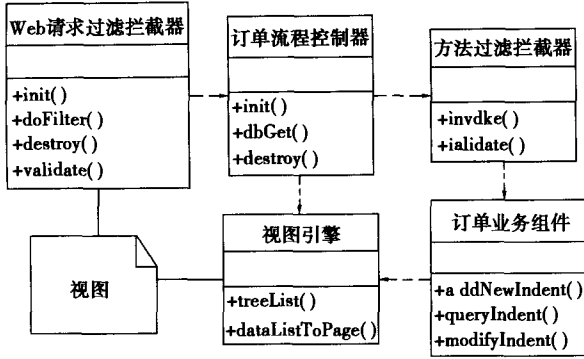 Web请求过滤拦截器
+init()
+doFilter()
+destroy()
+validate()
订单流程控制器
+init()
+dbGet()
+destroy()
方法过滤拦截器
+invdke()
+ialidate()
视图
视图引擎
+treeList()
+dataListToPage()
订单业务组件
+a ddNewIndent()
+queryIndent()
+modifyIndent()